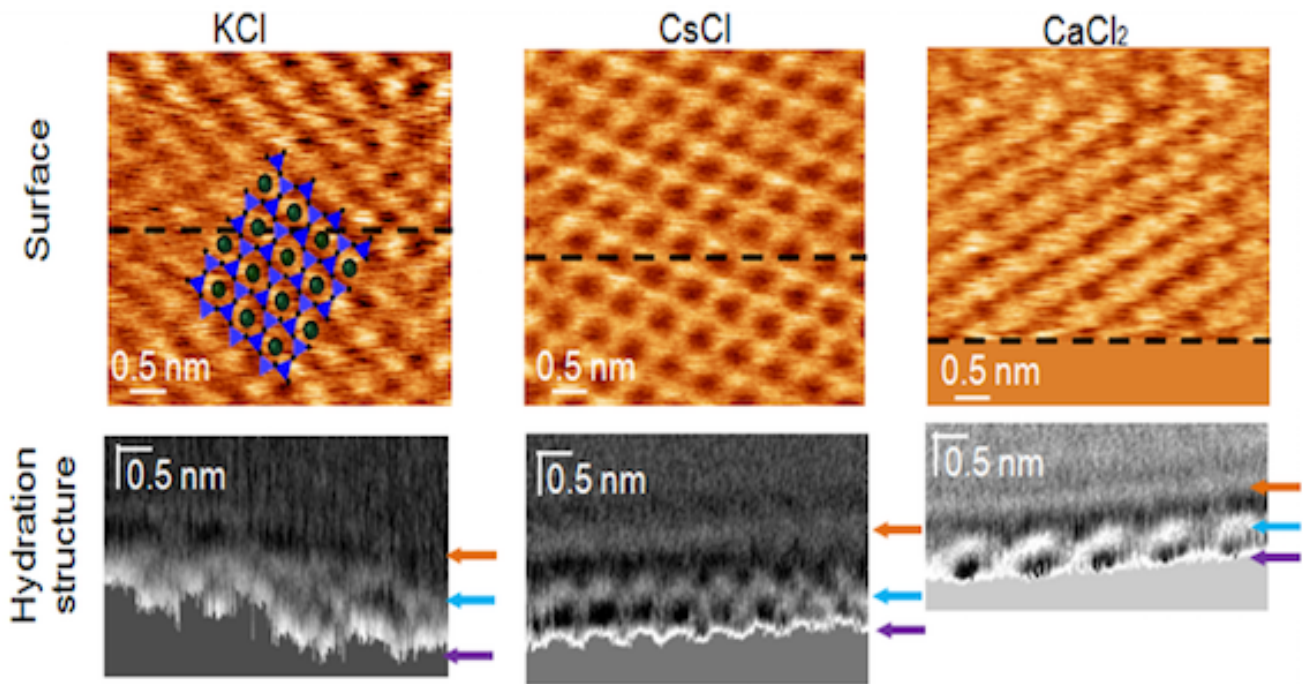 KCl
CsCl
CaCl₂
Surface
0.5 nm
0.5 nm
0.5 nm
Hydration
structure
0.5 nm
0.5 nm
0.5 nm